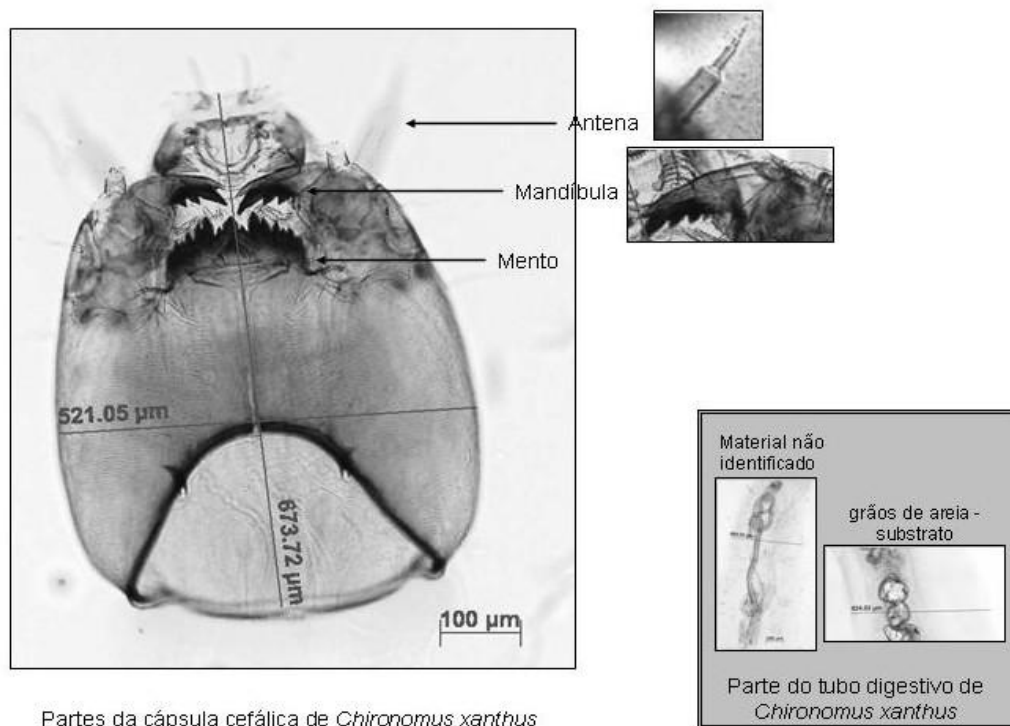 Antena
Mandíbula
Mento
521.05 µm
673.72 µm
100 µm
Partes da cápsula cefálica de Chironomus xanthus
Material não
identificado
grãos de areia -
substrato
Parte do tubo digestivo de
Chironomus xanthus